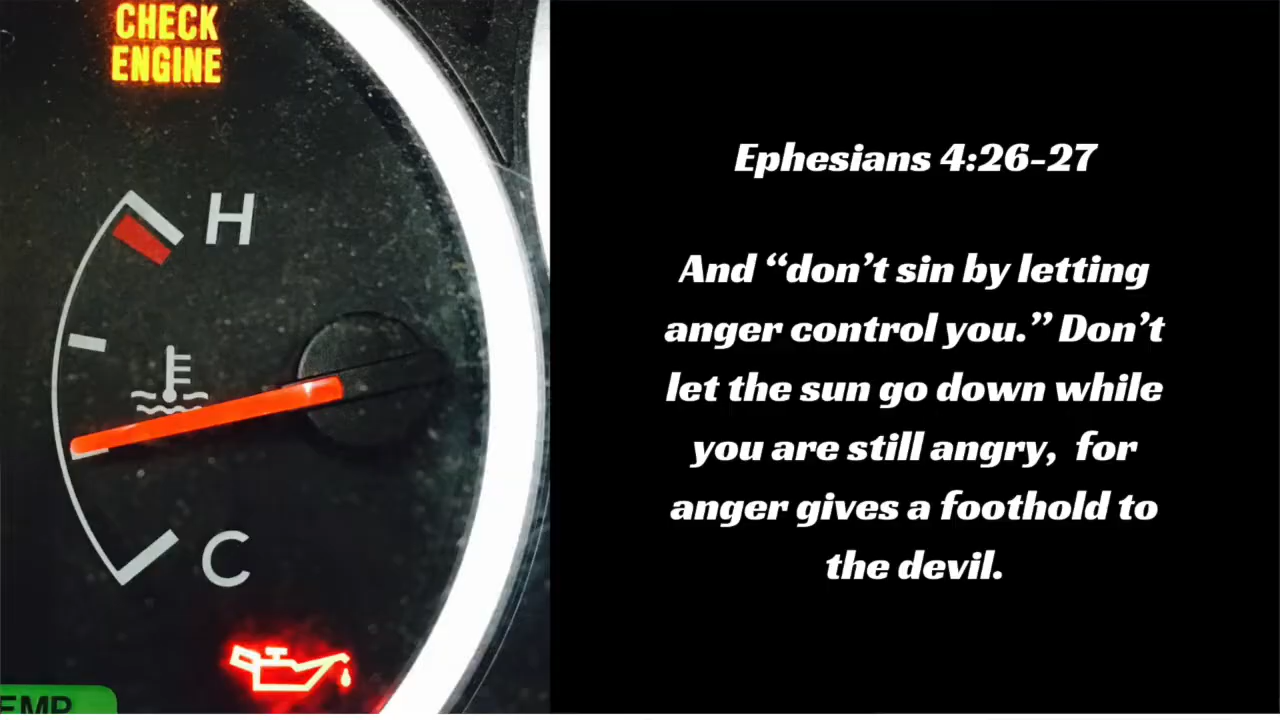 CHECK
ENGINE
H
C
EMP
Ephesians 4:26-27
And “don’t sin by letting
anger control you.” Don’t
let the sun go down while
you are still angry,  for
anger gives a foothold to
the devil.